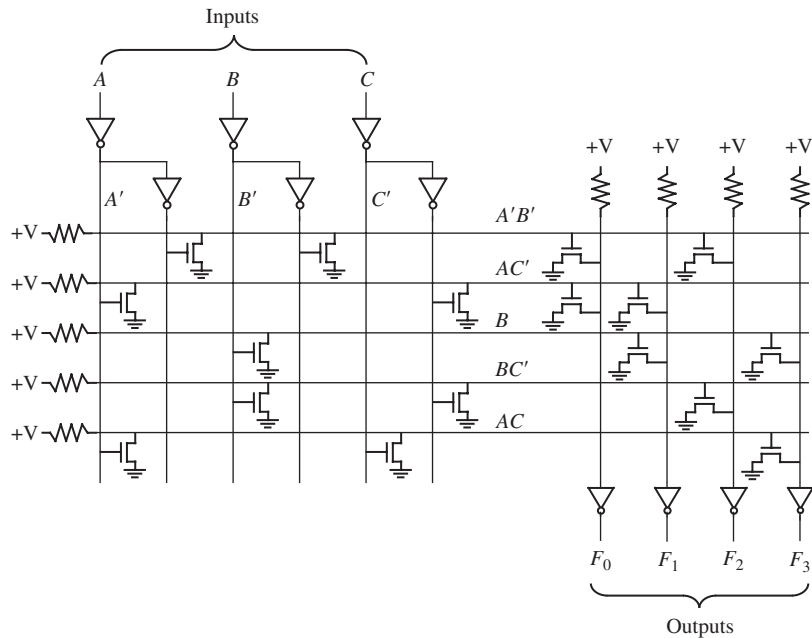 Inputs
A B C
+V +V +V +V
A′ B′ C′
A′B′
+V
AC′
+V
B
+V
BC′
+V
AC
+V
F₀ F₁ F₂ F₃
Outputs